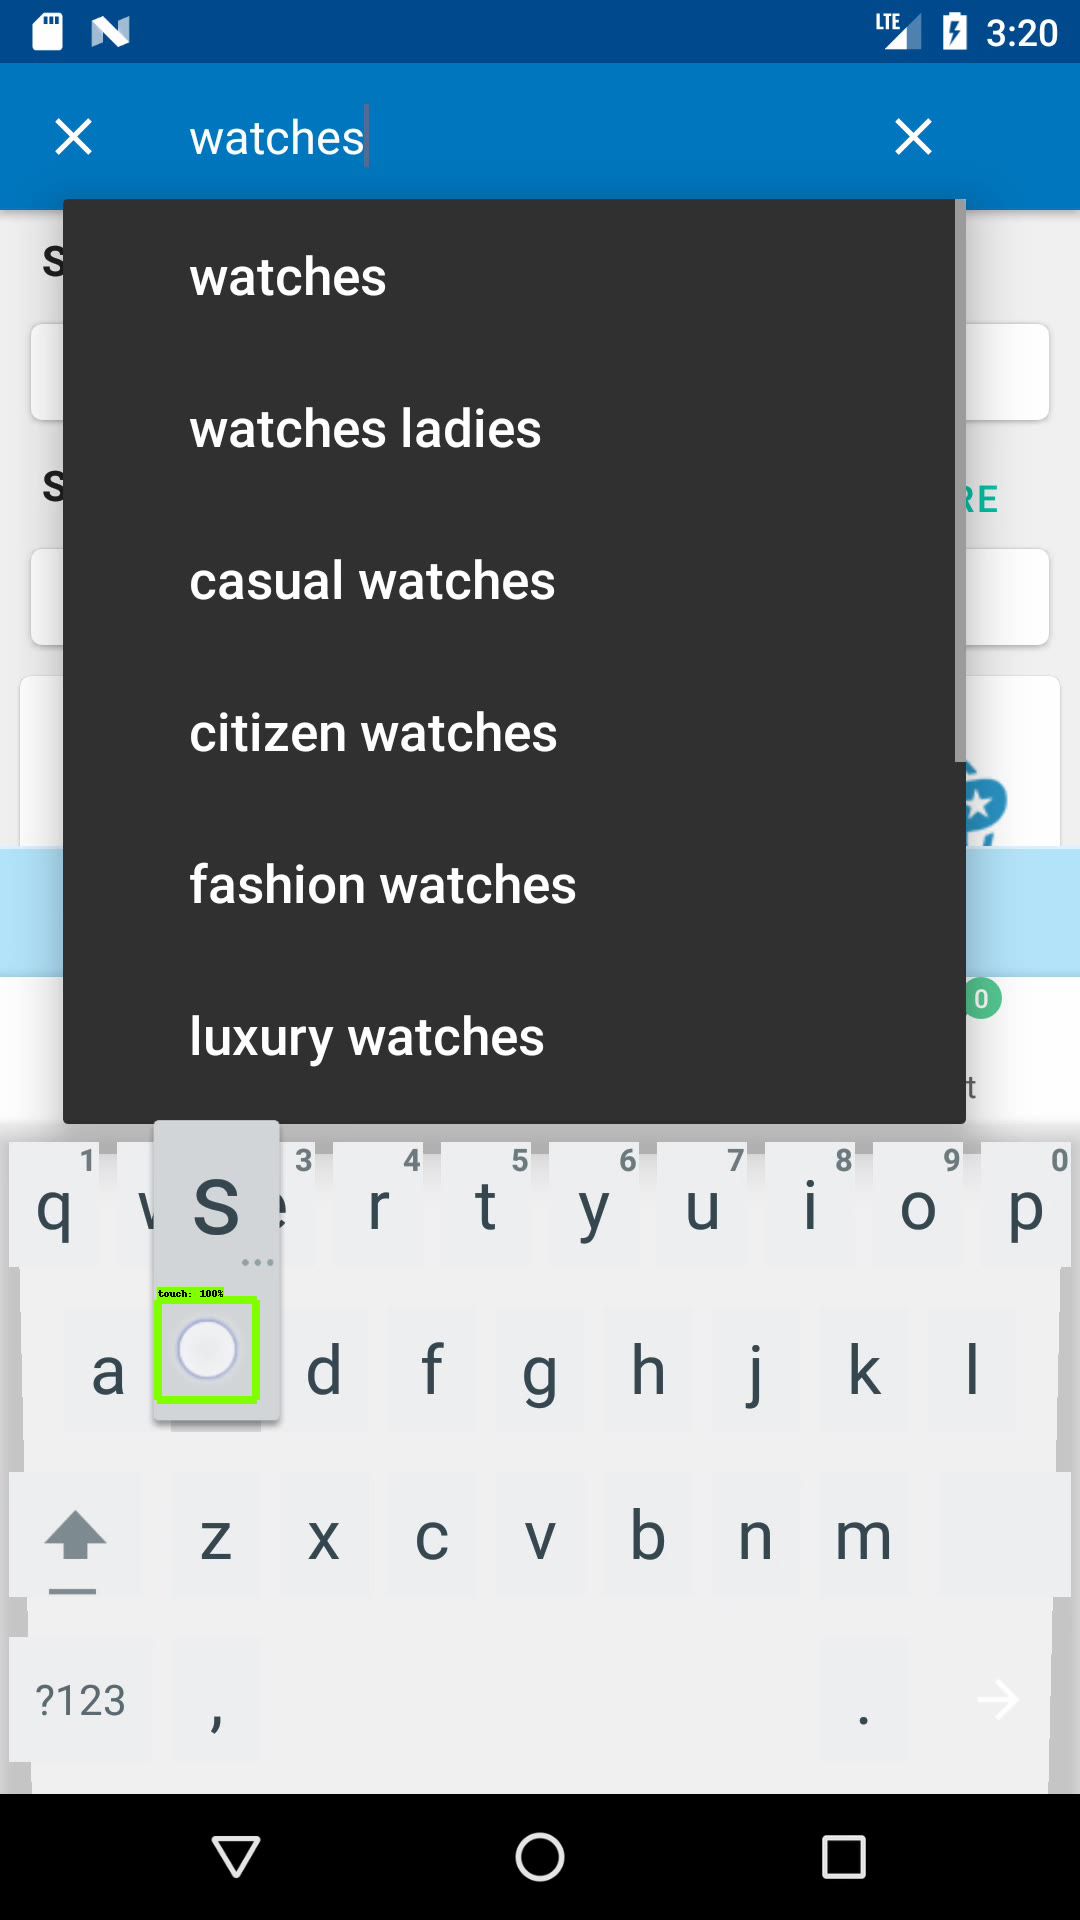 LTE 3:20
watches
S
watches
watches ladies
S
RE
casual watches
citizen watches
fashion watches
0
luxury watches
t
1 3 4 5 6 7 8 9 0
q w e r t y u i o p
s
...
touch: 100%
a d f g h j k l
z x c v b n m
?123 , .